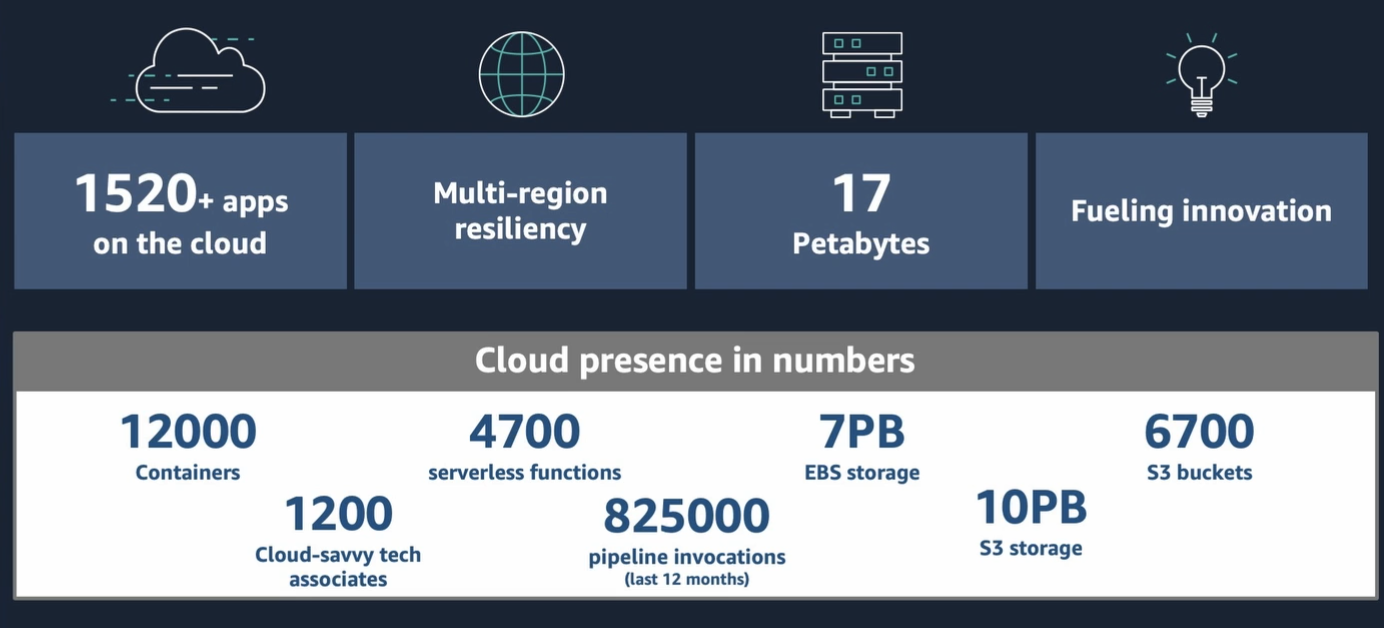 1520+ apps
on the cloud
Multi-region
resiliency
17
Petabytes
Fueling innovation
Cloud presence in numbers
12000
Containers
4700
serverless functions
7PB
EBS storage
6700
S3 buckets
1200
Cloud-savvy tech
associates
825000
pipeline invocations
(last 12 months)
10PB
S3 storage